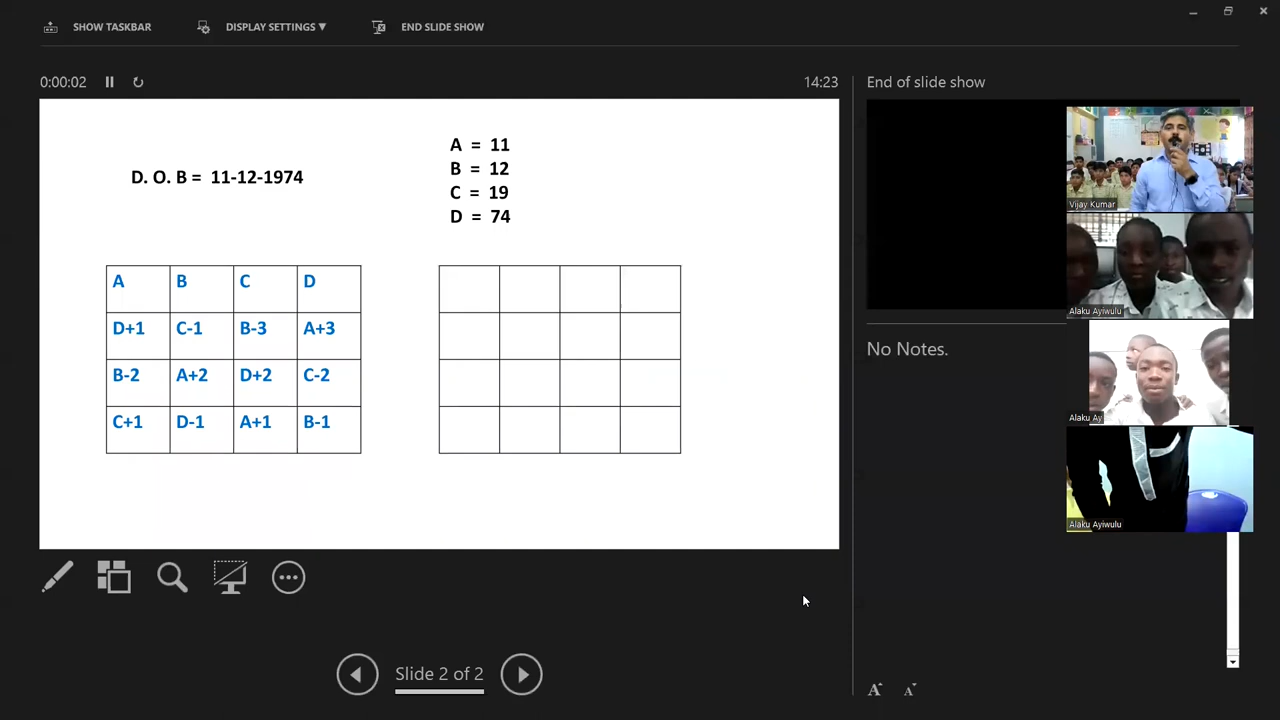 SHOW TASKBAR
DISPLAY SETTINGS ▼
END SLIDE SHOW
0:00:02
14:23
End of slide show
D. O. B = 11-12-1974
A = 11
B = 12
C = 19
D = 74
A B C D
D+1 C-1 B-3 A+3
B-2 A+2 D+2 C-2
C+1 D-1 A+1 B-1
Vijay Kumar
Alaku Ayiwulu
Alaku Ay
Alaku Ayiwulu
No Notes.
Slide 2 of 2
A A